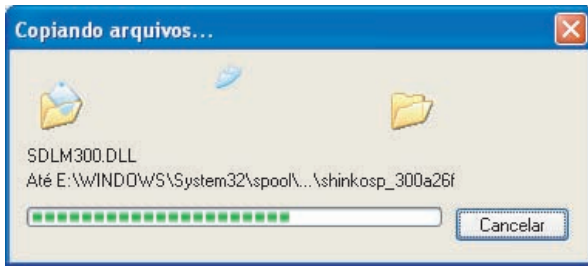 Copiando arquivos...
SDLM300.DLL
Até E:\WINDOWS\System32\spool\...\shinkosp_300a26f
Cancelar